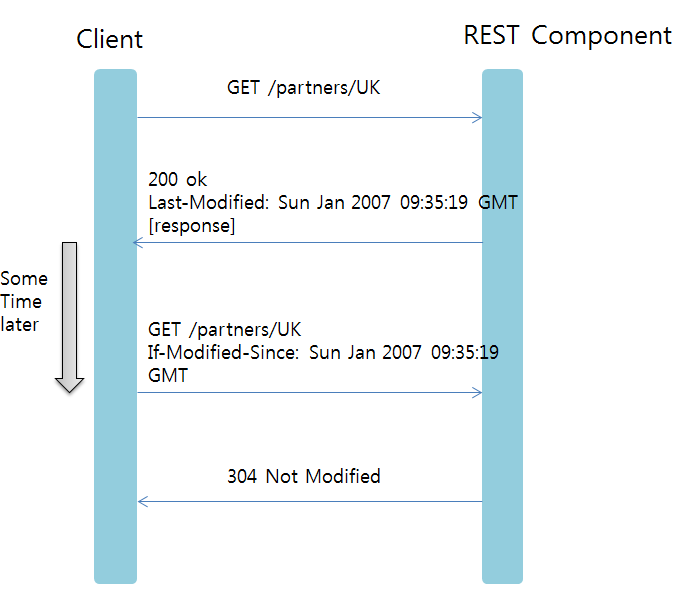 Client
REST Component
GET /partners/UK
200 ok
Last-Modified: Sun Jan 2007 09:35:19 GMT
[response]
Some
Time
later
GET /partners/UK
If-Modified-Since: Sun Jan 2007 09:35:19
GMT
304 Not Modified